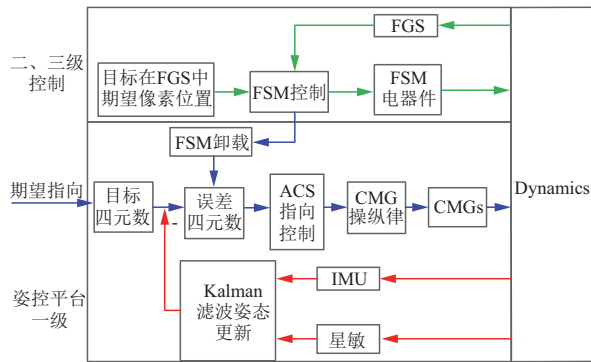 FGS
二、三级
控制
目标在FGS中
期望像素位置
FSM控制
FSM
电器件
FSM卸载
期望指向
目标
四元数
-
误差
四元数
ACS
指向
控制
CMG
操纵律
CMGs
Dynamics
姿控平台
一级
Kalman
滤波姿态
更新
IMU
星敏